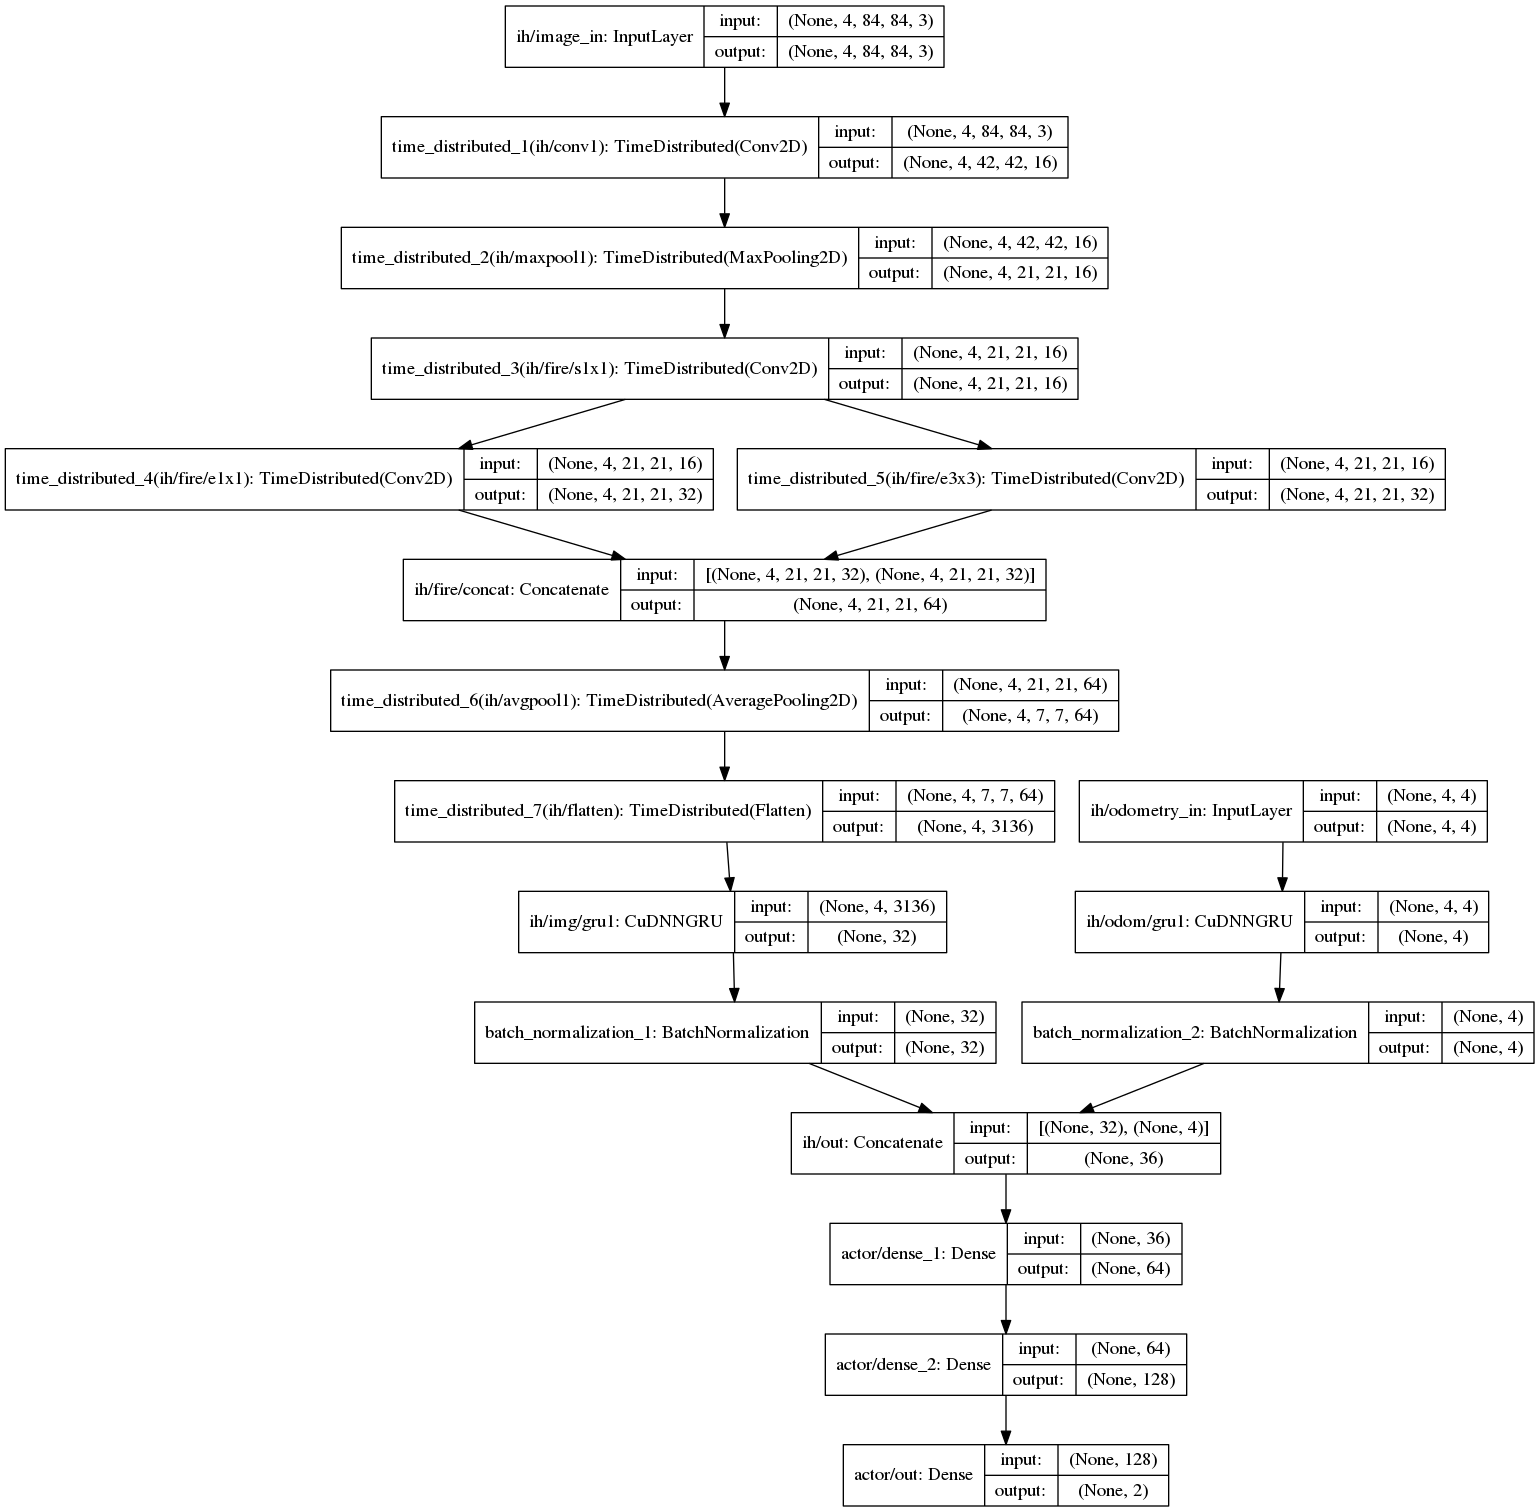 ih/image_in: InputLayer
input:
(None, 4, 84, 84, 3)
output:
(None, 4, 84, 84, 3)
time_distributed_1(ih/conv1): TimeDistributed(Conv2D)
input:
(None, 4, 84, 84, 3)
output:
(None, 4, 42, 42, 16)
time_distributed_2(ih/maxpool1): TimeDistributed(MaxPooling2D)
input:
(None, 4, 42, 42, 16)
output:
(None, 4, 21, 21, 16)
time_distributed_3(ih/fire/s1x1): TimeDistributed(Conv2D)
input:
(None, 4, 21, 21, 16)
output:
(None, 4, 21, 21, 16)
time_distributed_4(ih/fire/e1x1): TimeDistributed(Conv2D)
input:
(None, 4, 21, 21, 16)
output:
(None, 4, 21, 21, 32)
time_distributed_5(ih/fire/e3x3): TimeDistributed(Conv2D)
input:
(None, 4, 21, 21, 16)
output:
(None, 4, 21, 21, 32)
ih/fire/concat: Concatenate
input:
[(None, 4, 21, 21, 32), (None, 4, 21, 21, 32)]
output:
(None, 4, 21, 21, 64)
time_distributed_6(ih/avgpool1): TimeDistributed(AveragePooling2D)
input:
(None, 4, 21, 21, 64)
output:
(None, 4, 7, 7, 64)
time_distributed_7(ih/flatten): TimeDistributed(Flatten)
input:
(None, 4, 7, 7, 64)
output:
(None, 4, 3136)
ih/odometry_in: InputLayer
input:
(None, 4, 4)
output:
(None, 4, 4)
ih/img/gru1: CuDNNGRU
input:
(None, 4, 3136)
output:
(None, 32)
ih/odom/gru1: CuDNNGRU
input:
(None, 4, 4)
output:
(None, 4)
batch_normalization_1: BatchNormalization
input:
(None, 32)
output:
(None, 32)
batch_normalization_2: BatchNormalization
input:
(None, 4)
output:
(None, 4)
ih/out: Concatenate
input:
[(None, 32), (None, 4)]
output:
(None, 36)
actor/dense_1: Dense
input:
(None, 36)
output:
(None, 64)
actor/dense_2: Dense
input:
(None, 64)
output:
(None, 128)
actor/out: Dense
input:
(None, 128)
output:
(None, 2)